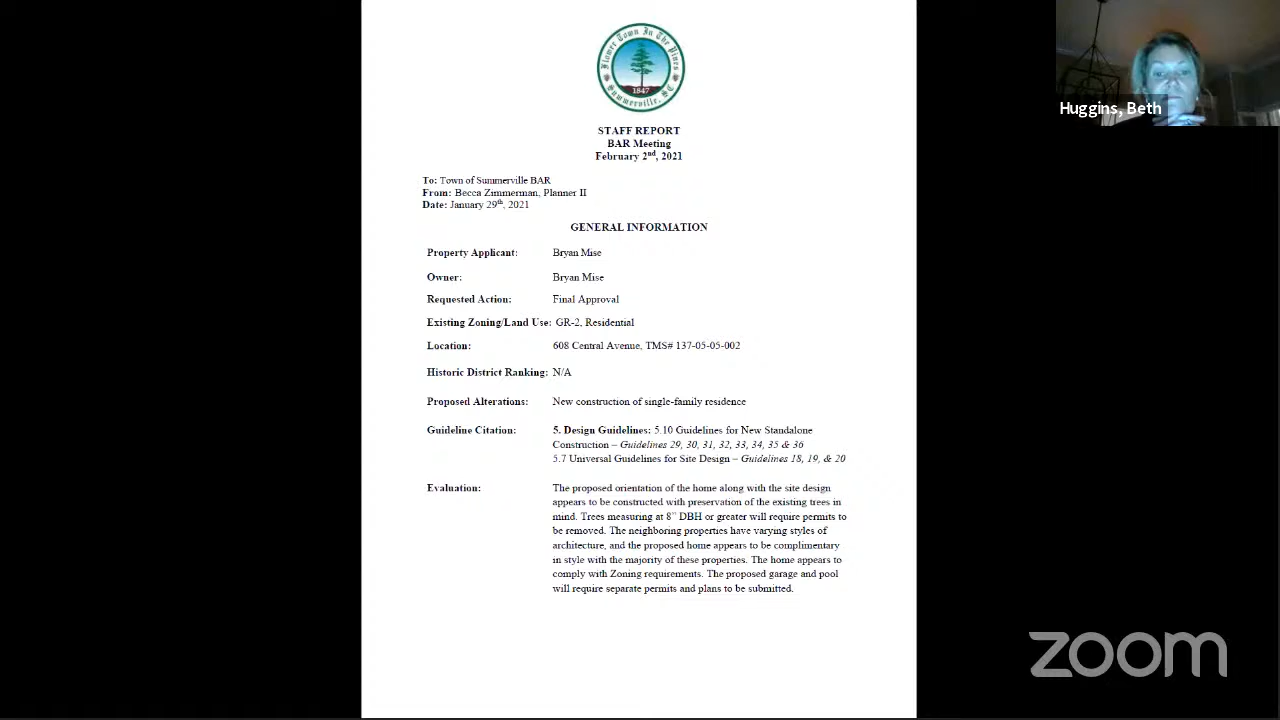 Flower Town In The Pines
1847
Summerville, SC
STAFF REPORT
BAR Meeting
February 2nd, 2021
To: Town of Summerville BAR
From: Becca Zimmerman, Planner II
Date: January 29th, 2021
GENERAL INFORMATION
Property Applicant: Bryan Mise
Owner: Bryan Mise
Requested Action: Final Approval
Existing Zoning/Land Use: GR-2, Residential
Location: 608 Central Avenue, TMS# 137-05-05-002
Historic District Ranking: N/A
Proposed Alterations: New construction of single-family residence
Guideline Citation: 5. Design Guidelines: 5.10 Guidelines for New Standalone
Construction – Guidelines 29, 30, 31, 32, 33, 34, 35 & 36
5.7 Universal Guidelines for Site Design – Guidelines 18, 19, & 20
Evaluation: The proposed orientation of the home along with the site design
appears to be constructed with preservation of the existing trees in
mind. Trees measuring at 8" DBH or greater will require permits to
be removed. The neighboring properties have varying styles of
architecture, and the proposed home appears to be complimentary
in style with the majority of these properties. The home appears to
comply with Zoning requirements. The proposed garage and pool
will require separate permits and plans to be submitted.
Huggins, Beth
zoom